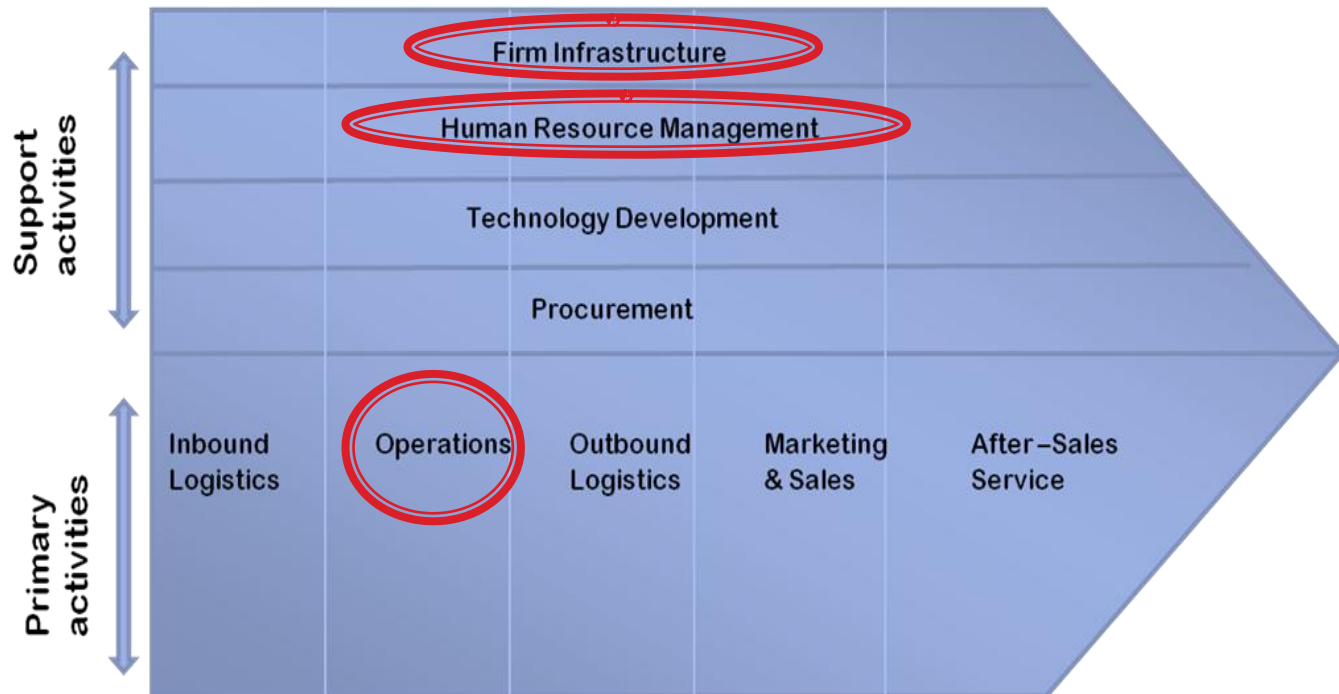 Support
activities
Firm Infrastructure
Human Resource Management
Technology Development
Procurement
Primary
activities
Inbound
Logistics
Operations
Outbound
Logistics
Marketing
& Sales
After–Sales
Service